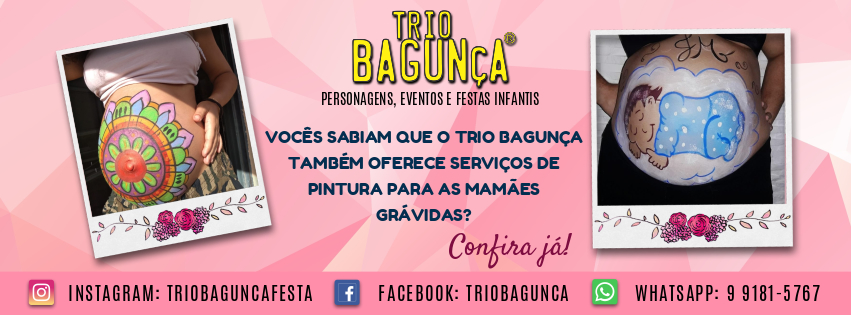 TRIO
BAGUNÇA®
PERSONAGENS, EVENTOS E FESTAS INFANTIS
VOCÊS SABIAM QUE O TRIO BAGUNÇA
TAMBÉM OFERECE SERVIÇOS DE
PINTURA PARA AS MAMÃES
GRÁVIDAS?
Confira já!
INSTAGRAM: TRIOBAGUNCAFESTA
FACEBOOK: TRIOBAGUNCA
WHATSAPP: 9 9181-5767